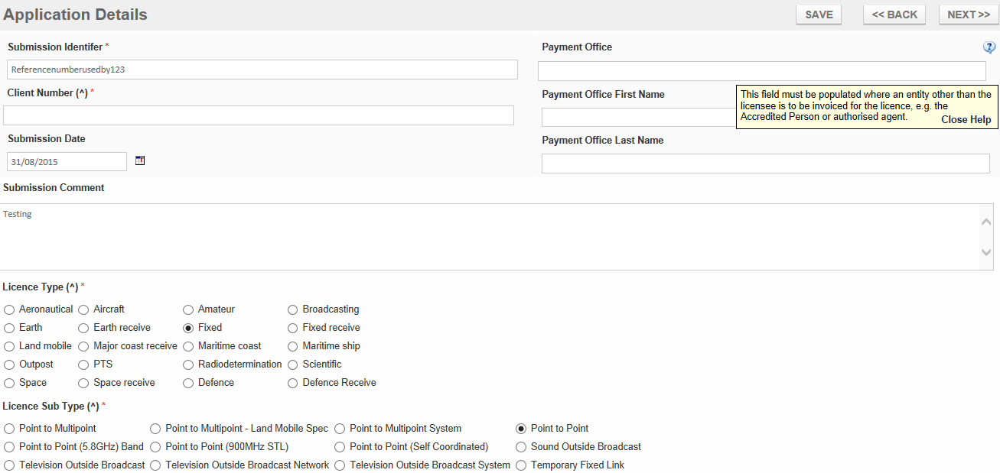 Application Details
SAVE
<< BACK
NEXT >>
Submission Identifer *
Referencenumberusedby123
Client Number (^) *
Submission Date
31/08/2015
Payment Office
?
Payment Office First Name
This field must be populated where an entity other than the
licensee is to be invoiced for the licence, e.g. the
Accredited Person or authorised agent.
Close Help
Payment Office Last Name
Submission Comment
Testing
Licence Type (^) *
Aeronautical Aircraft Amateur Broadcasting
Earth Earth receive Fixed Fixed receive
Land mobile Major coast receive Maritime coast Maritime ship
Outpost PTS Radiodetermination Scientific
Space Space receive Defence Defence Receive
Licence Sub Type (^) *
Point to Multipoint Point to Multipoint - Land Mobile Spec Point to Multipoint System Point to Point
Point to Point (5.8GHz) Band Point to Point (900MHz STL) Point to Point (Self Coordinated) Sound Outside Broadcast
Television Outside Broadcast Television Outside Broadcast Network Television Outside Broadcast System Temporary Fixed Link